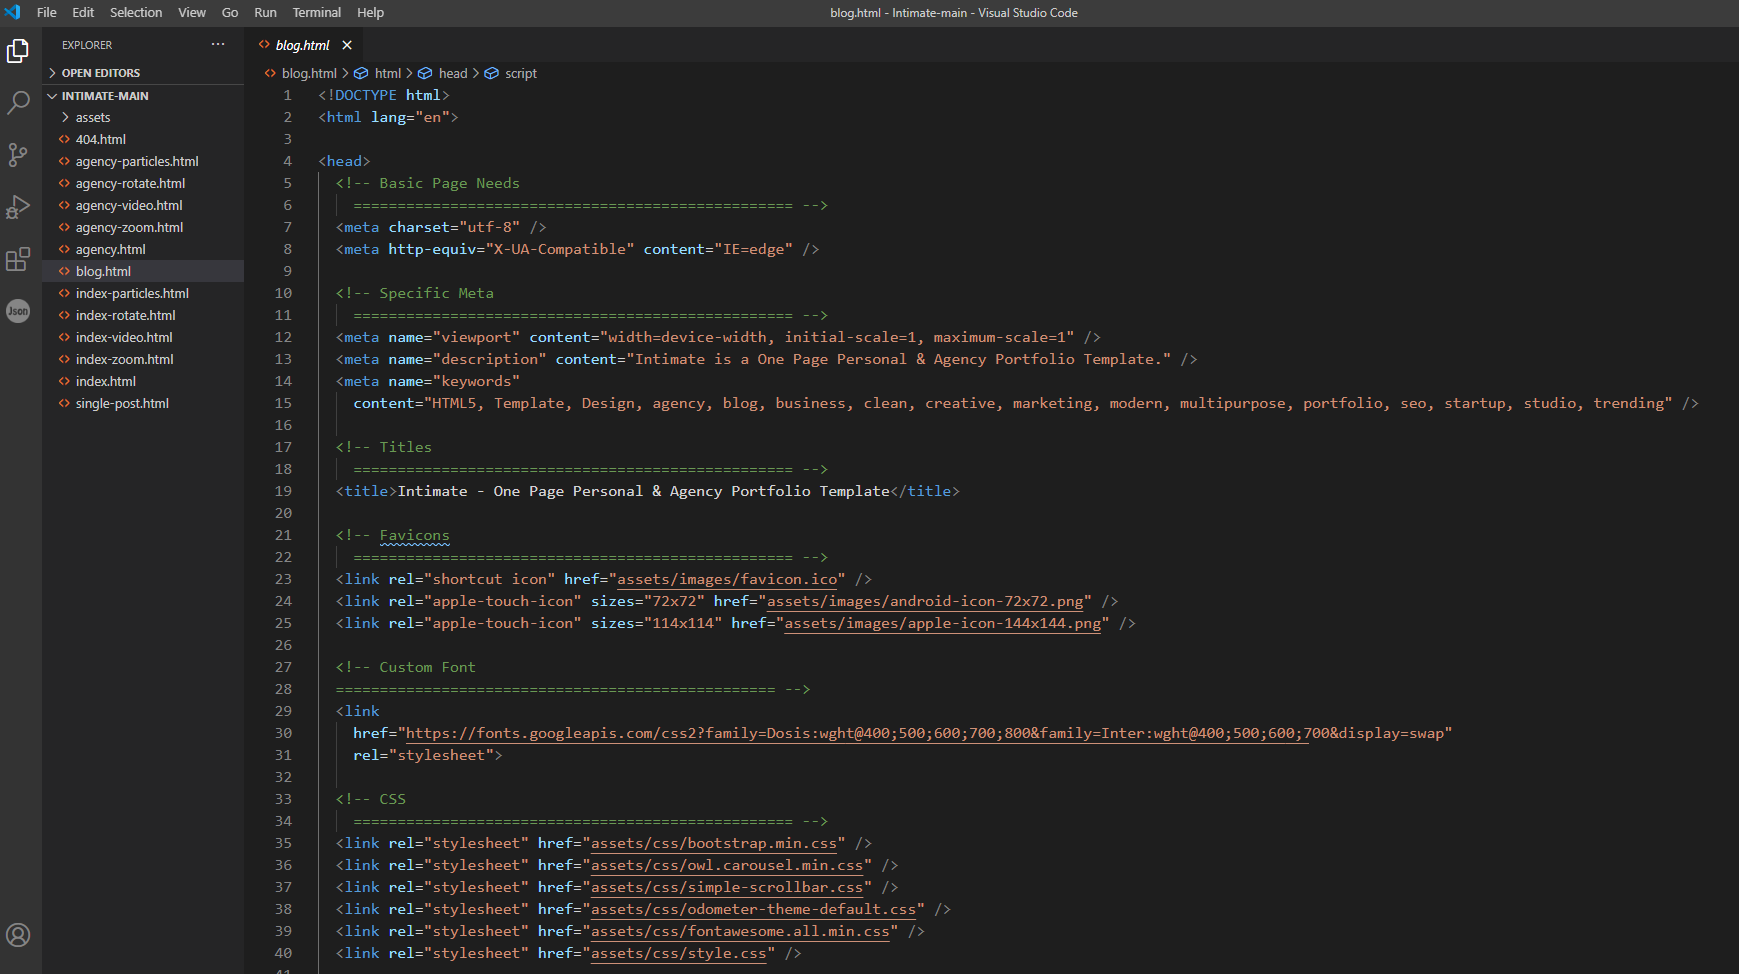 File Edit Selection View Go Run Terminal Help
blog.html - Intimate-main - Visual Studio Code
EXPLORER ···
OPEN EDITORS
INTIMATE-MAIN
assets
404.html
agency-particles.html
agency-rotate.html
agency-video.html
agency-zoom.html
agency.html
blog.html
index-particles.html
index-rotate.html
index-video.html
index-zoom.html
index.html
single-post.html
Json
blog.html
blog.html > html > head > script
1 <!DOCTYPE html>
2 <html lang="en">
3
4 <head>
5 <!-- Basic Page Needs
6 ================================================== -->
7 <meta charset="utf-8" />
8 <meta http-equiv="X-UA-Compatible" content="IE=edge" />
9
10 <!-- Specific Meta
11 ================================================== -->
12 <meta name="viewport" content="width=device-width, initial-scale=1, maximum-scale=1" />
13 <meta name="description" content="Intimate is a One Page Personal & Agency Portfolio Template." />
14 <meta name="keywords"
15 content="HTML5, Template, Design, agency, blog, business, clean, creative, marketing, modern, multipurpose, portfolio, seo, startup, studio, trending" />
16
17 <!-- Titles
18 ================================================== -->
19 <title>Intimate - One Page Personal & Agency Portfolio Template</title>
20
21 <!-- Favicons
22 ================================================== -->
23 <link rel="shortcut icon" href="assets/images/favicon.ico" />
24 <link rel="apple-touch-icon" sizes="72x72" href="assets/images/android-icon-72x72.png" />
25 <link rel="apple-touch-icon" sizes="114x114" href="assets/images/apple-icon-144x144.png" />
26
27 <!-- Custom Font
28 ================================================== -->
29 <link
30 href="https://fonts.googleapis.com/css2?family=Dosis:wght@400;500;600;700;800&family=Inter:wght@400;500;600;700&display=swap"
31 rel="stylesheet">
32
33 <!-- CSS
34 ================================================== -->
35 <link rel="stylesheet" href="assets/css/bootstrap.min.css" />
36 <link rel="stylesheet" href="assets/css/owl.carousel.min.css" />
37 <link rel="stylesheet" href="assets/css/simple-scrollbar.css" />
38 <link rel="stylesheet" href="assets/css/odometer-theme-default.css" />
39 <link rel="stylesheet" href="assets/css/fontawesome.all.min.css" />
40 <link rel="stylesheet" href="assets/css/style.css" />
41